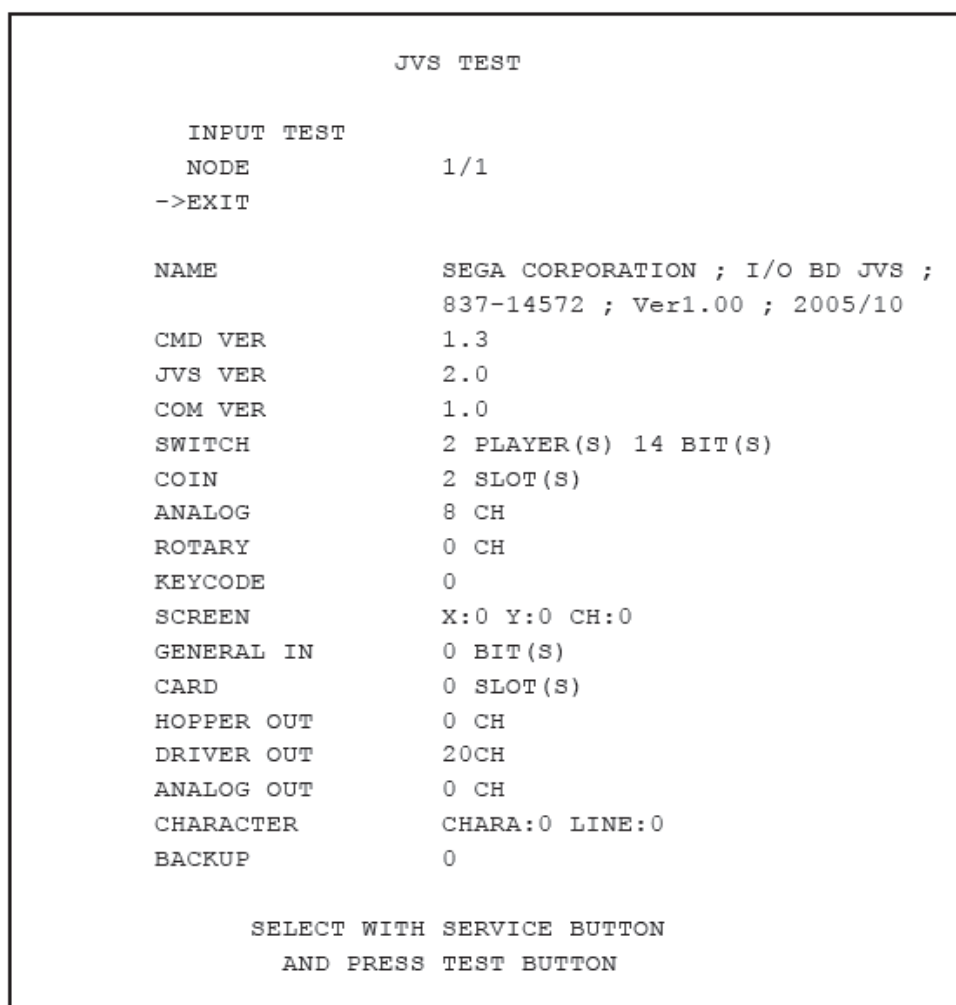 JVS TEST
INPUT TEST
NODE 1/1
->EXIT
NAME SEGA CORPORATION ; I/O BD JVS ;
837-14572 ; Ver1.00 ; 2005/10
CMD VER 1.3
JVS VER 2.0
COM VER 1.0
SWITCH 2 PLAYER(S) 14 BIT(S)
COIN 2 SLOT(S)
ANALOG 8 CH
ROTARY 0 CH
KEYCODE 0
SCREEN X:0 Y:0 CH:0
GENERAL IN 0 BIT(S)
CARD 0 SLOT(S)
HOPPER OUT 0 CH
DRIVER OUT 20CH
ANALOG OUT 0 CH
CHARACTER CHARA:0 LINE:0
BACKUP 0
SELECT WITH SERVICE BUTTON
AND PRESS TEST BUTTON